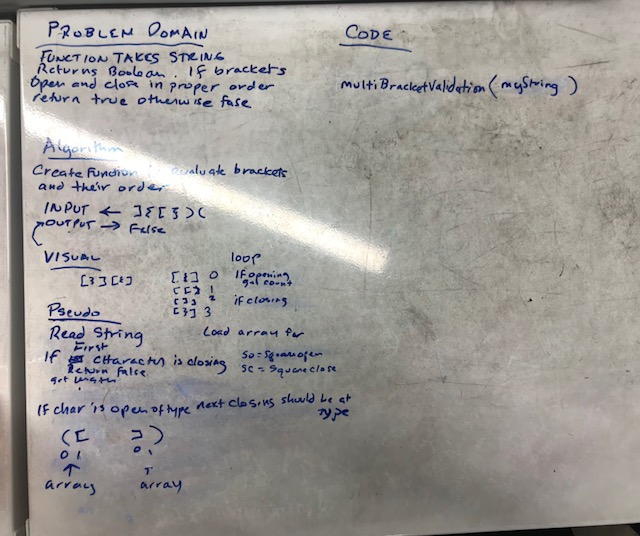 PROBLEM DOMAIN
FUNCTION TAKES STRING
Returns Boolean. If brackets
Open and close in proper order
return true otherwise fase
Algorithm
Create Function evaluate brackets
and their order
INPUT ← ] { [ } ) (
OUTPUT → False
VISUAL
[ } ] [ { ]
loop
[ { ] 0 If opening
get count
1
2 if closing
[ } ] 3
Pseudo
Read String
Load array for
If First Character is closing
Return False
get length
SO = Square open
SC = Square close
If char is open of type next closing should be at
type
( [ ] )
0 1 0 1
↑ ↑
array array
CODE
multiBracketValidation(myString)